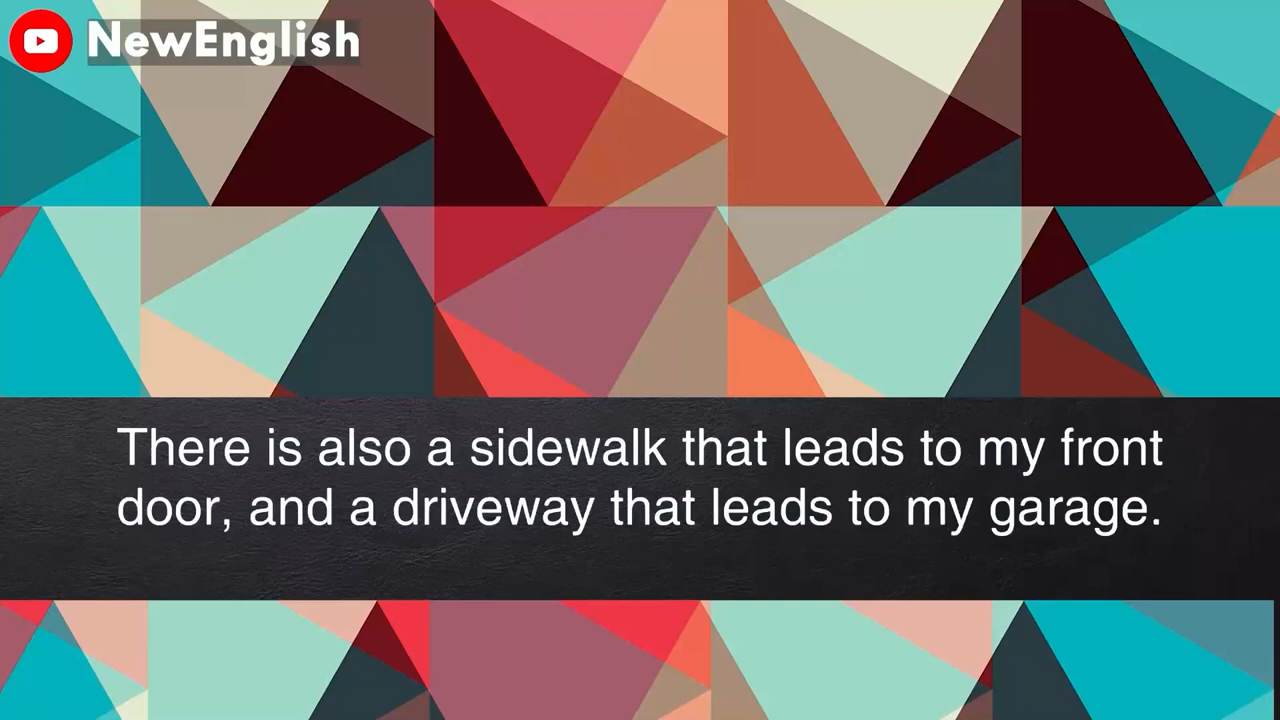 NewEnglish
There is also a sidewalk that leads to my front
door, and a driveway that leads to my garage.